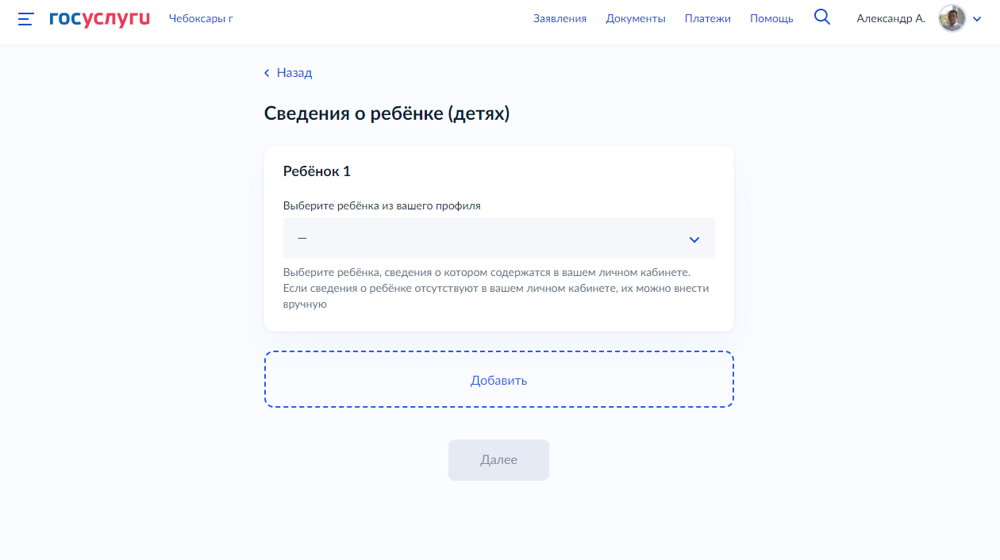 госуслуги Чебоксары г Заявления Документы Платежи Помощь Александр А.
Назад
Сведения о ребёнке (детях)
Ребёнок 1
Выберите ребёнка из вашего профиля
—
Выберите ребёнка, сведения о котором содержатся в вашем личном кабинете.
Если сведения о ребёнке отсутствуют в вашем личном кабинете, их можно внести
вручную
Добавить
Далее